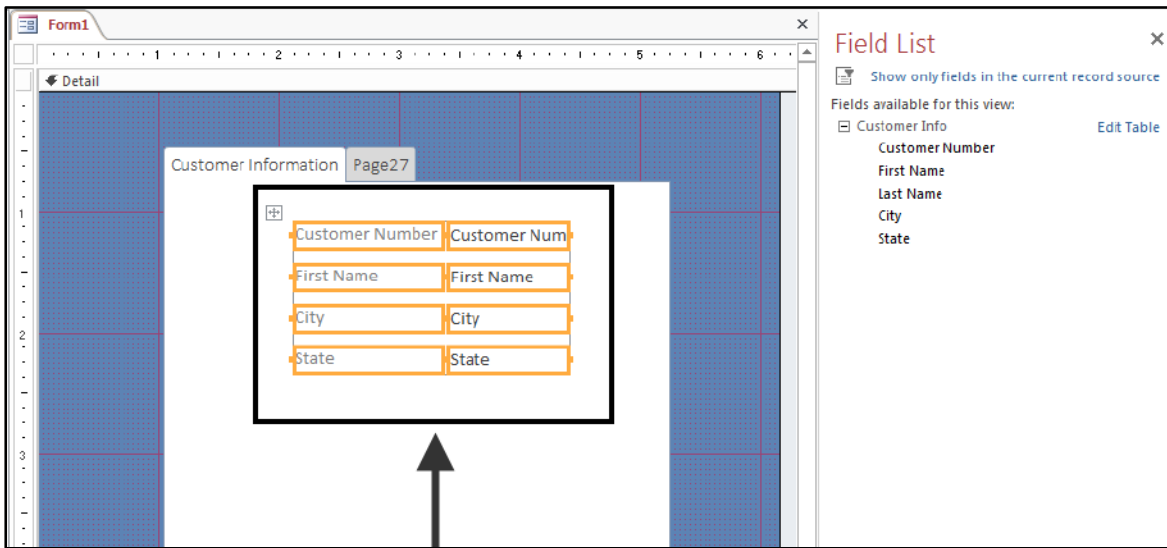 Form1
1 2 3 4 5 6
Detail
Customer Information Page27
Customer Number Customer Num
First Name First Name
City City
State State
1
2
3
Field List
Show only fields in the current record source
Fields available for this view:
Customer Info Edit Table
Customer Number
First Name
Last Name
City
State